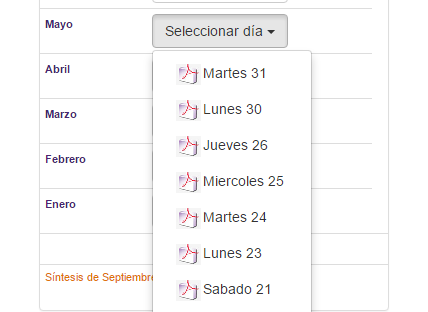 Mayo
Seleccionar día
Abril
Marzo
Febrero
Enero
Martes 31
Lunes 30
Jueves 26
Miercoles 25
Martes 24
Lunes 23
Sabado 21
Síntesis de Septiembre